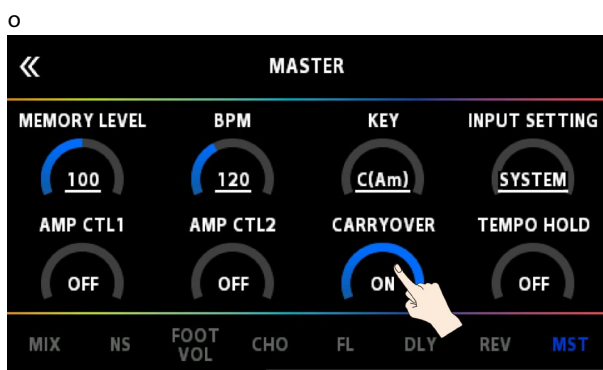 o
MASTER
MEMORY LEVEL BPM KEY INPUT SETTING
100 120 C(Am) SYSTEM
AMP CTL1 AMP CTL2 CARRYOVER TEMPO HOLD
OFF OFF ON OFF
MIX NS FOOT VOL CHO FL DLY REV MST